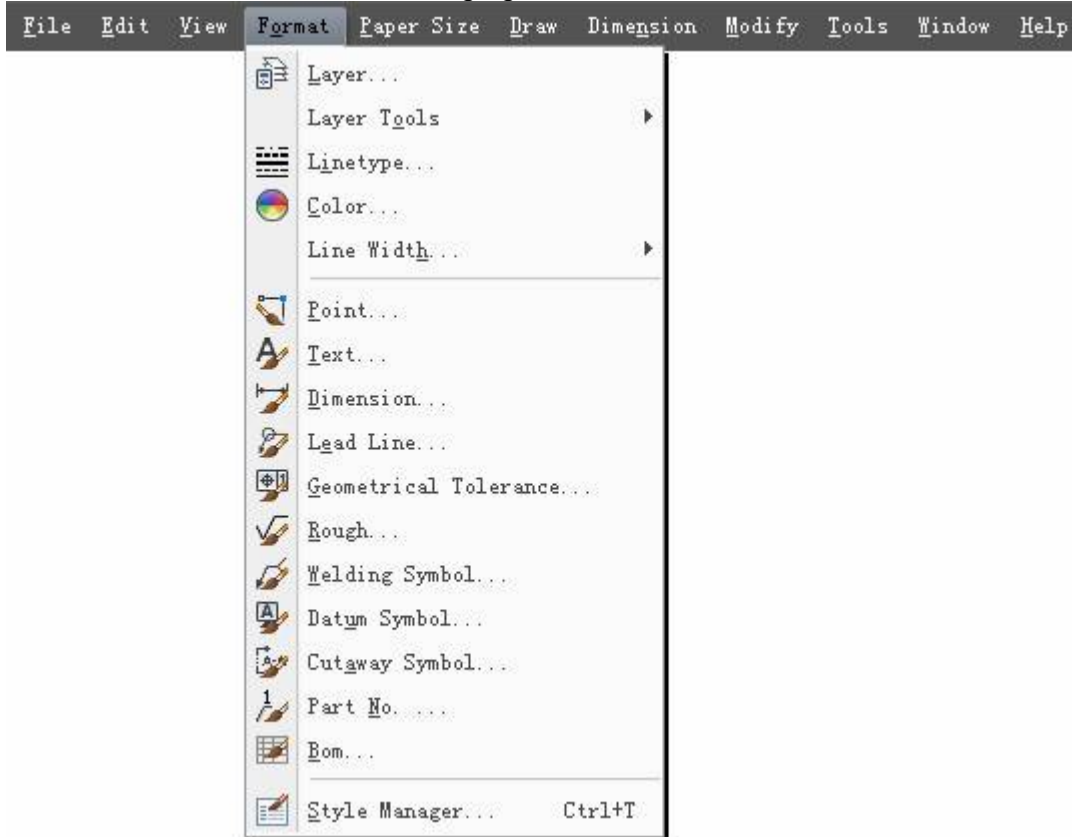 File Edit View Format Paper Size Draw Dimension Modify Tools Window Help
Layer...
Layer Tools
Linetype...
Color...
Line Width...
Point...
Text...
Dimension...
Lead Line...
Geometrical Tolerance...
Rough...
Welding Symbol...
Datum Symbol...
Cutaway Symbol...
Part No. ...
Bom...
Style Manager... Ctrl+T